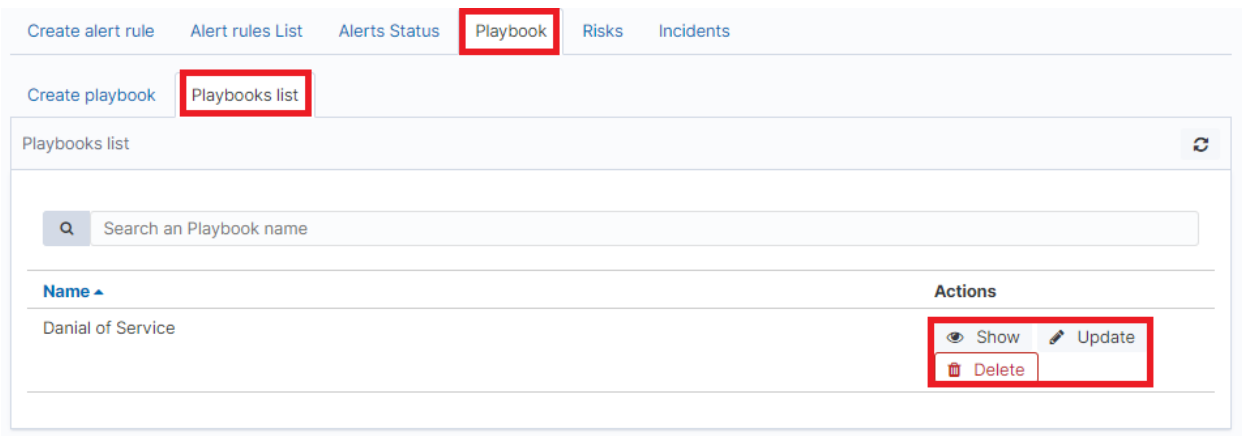 Create alert rule Alert rules List Alerts Status Playbook Risks Incidents
Create playbook Playbooks list
Playbooks list
Search an Playbook name
Name Actions
Danial of Service Show Update
Delete